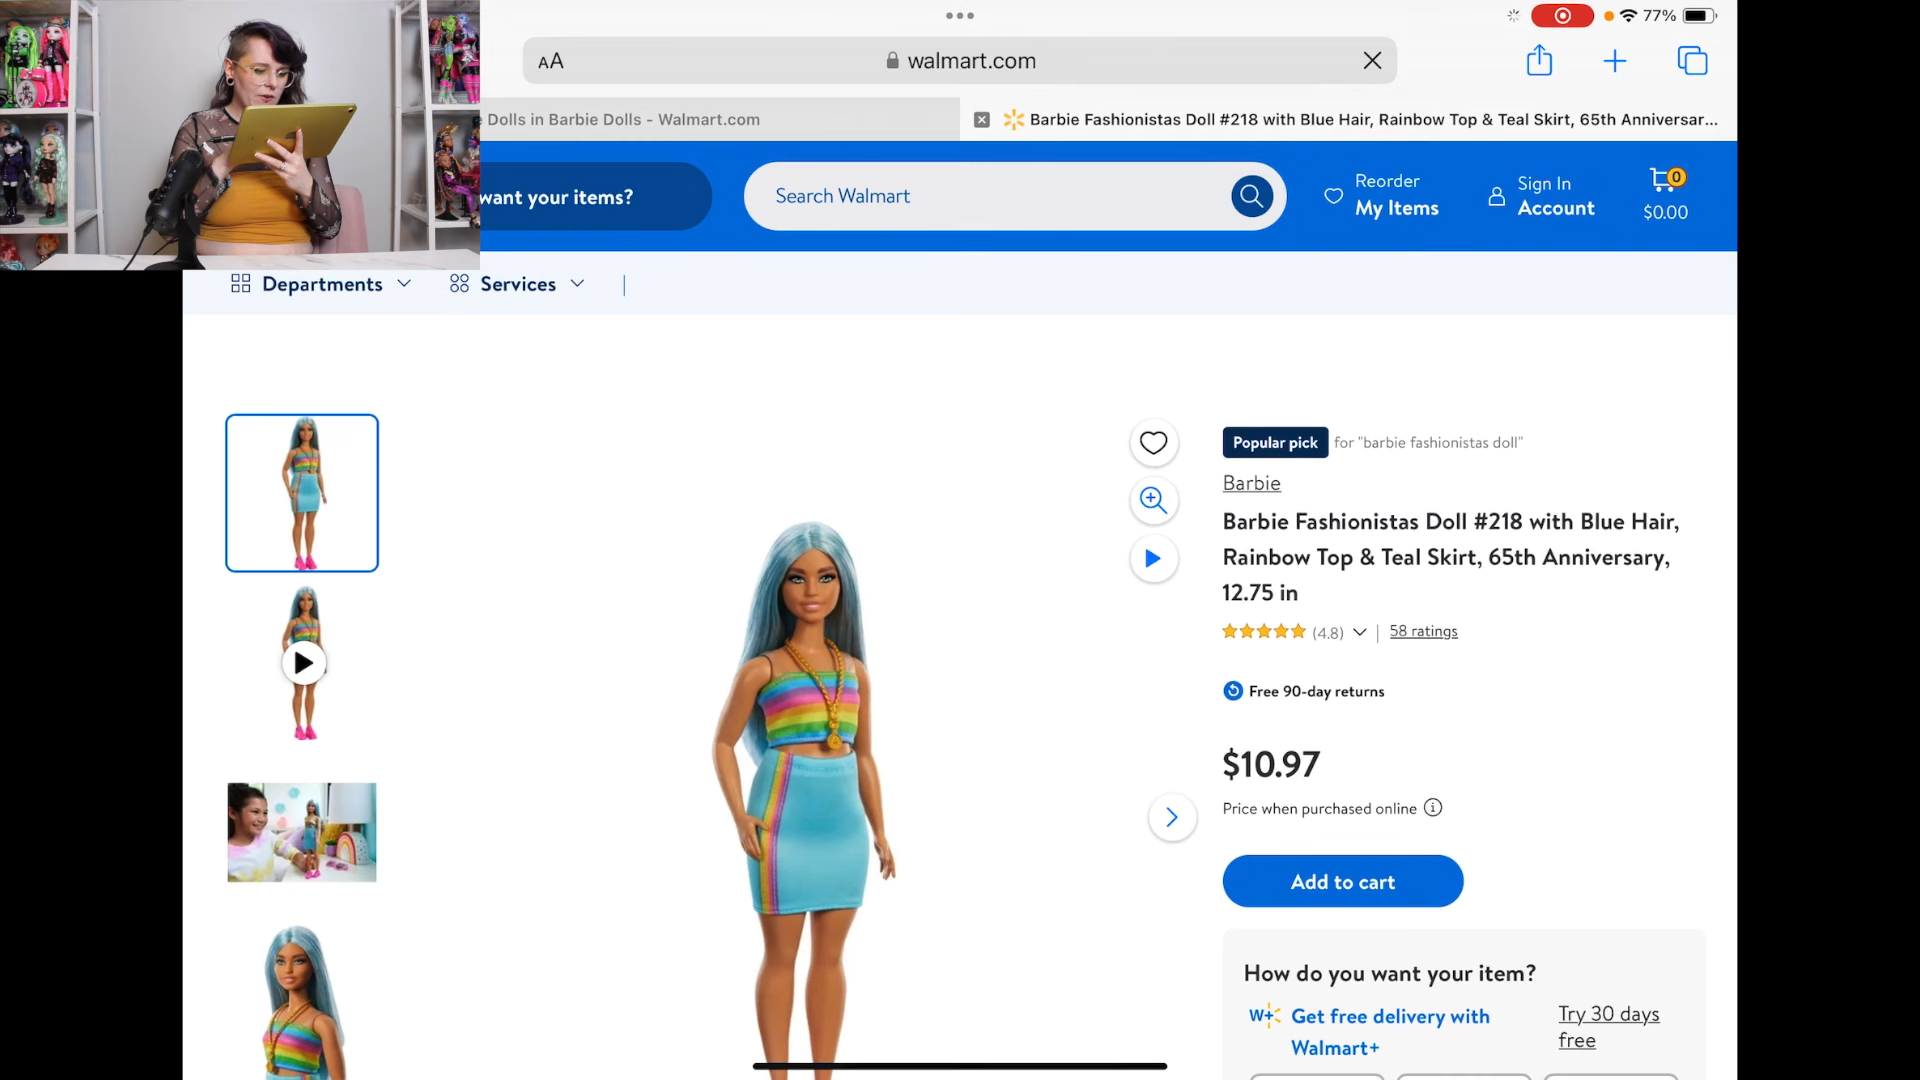 77%
AA
walmart.com
Dolls in Barbie Dolls - Walmart.com
Barbie Fashionistas Doll #218 with Blue Hair, Rainbow Top & Teal Skirt, 65th Anniversar...
want your items?
Search Walmart
Reorder
My Items
Sign In
Account
0
$0.00
Departments
Services
Popular pick for "barbie fashionistas doll"
Barbie
Barbie Fashionistas Doll #218 with Blue Hair,
Rainbow Top & Teal Skirt, 65th Anniversary,
12.75 in
(4.8)
58 ratings
Free 90-day returns
$10.97
Price when purchased online
Add to cart
How do you want your item?
W+
Get free delivery with
Walmart+
Try 30 days
free